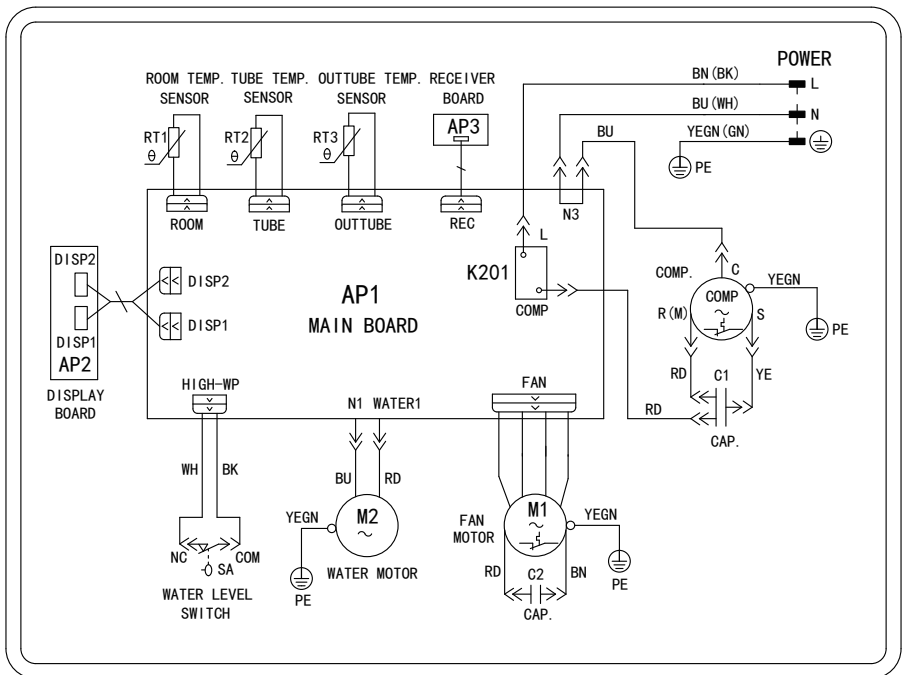 POWER
BN(BK)
L
ROOM TEMP. TUBE TEMP. OUTTUBE TEMP. RECEIVER
SENSOR SENSOR SENSOR BOARD
BU(WH)
N
RT1 RT2 RT3 AP3
θ θ θ
BU
YEGN(GN)
PE
ROOM TUBE OUTTUBE REC
N3
L
DISP2
DISP2
K201
COMP
AP1
MAIN BOARD
COMP. C
YEGN
COMP
R(M) S
PE
DISP1
DISP1
AP2
DISPLAY
BOARD
HIGH-WP
N1 WATER1
FAN
RD C1 YE
RD
CAP.
WH BK
BU RD
YEGN
M2
FAN
MOTOR
M1
YEGN
NC COM
SA
WATER LEVEL
SWITCH
PE
WATER MOTOR
RD C2 BN
CAP.
PE